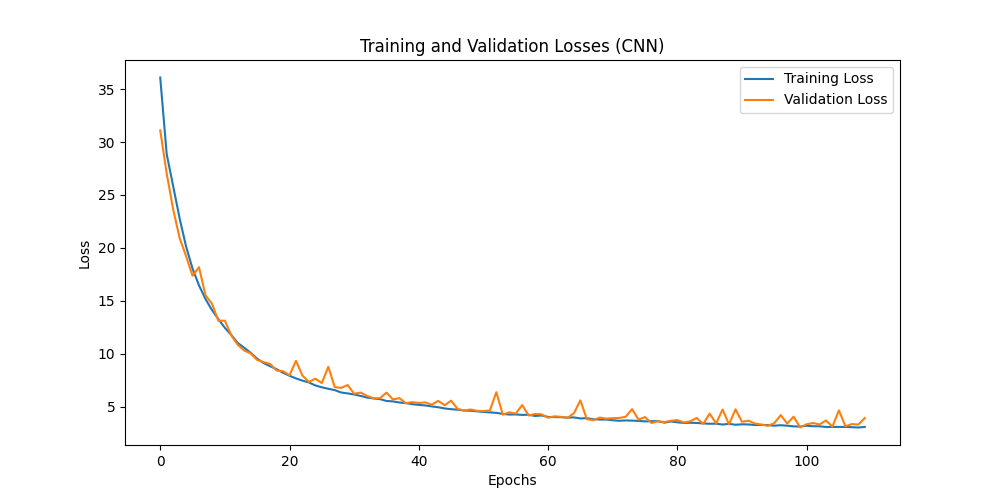 Training and Validation Losses (CNN)
Training Loss
Validation Loss
Loss
35
30
25
20
15
10
5
0 20 40 60 80 100
Epochs